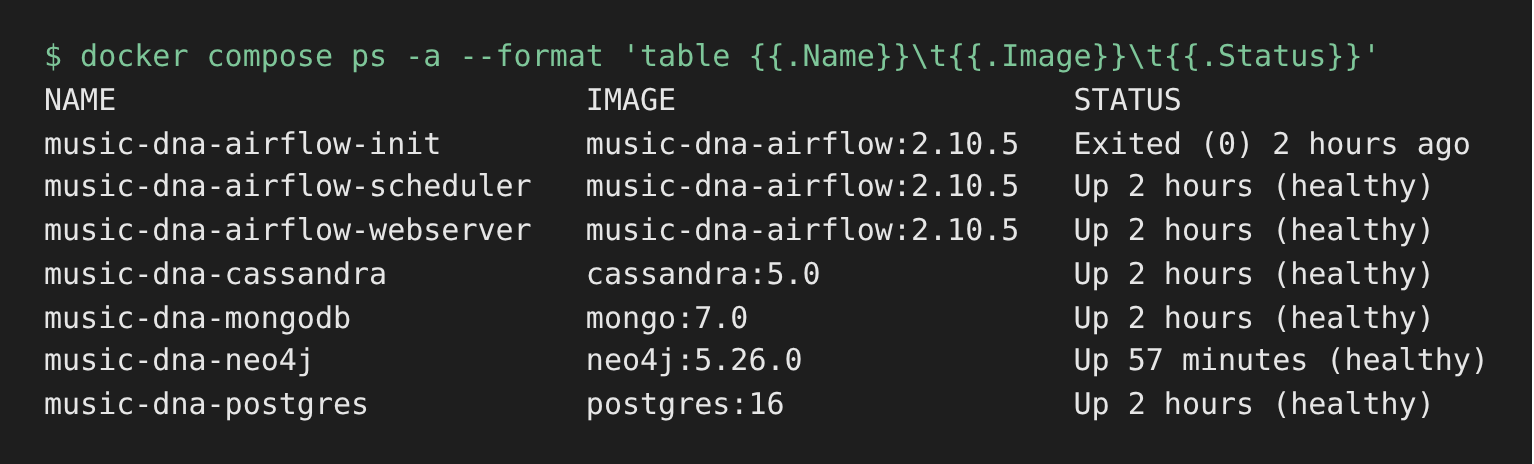 $ docker compose ps -a --format 'table {{.Name}}\t{{.Image}}\t{{.Status}}'
NAME                          IMAGE                      STATUS
music-dna-airflow-init        music-dna-airflow:2.10.5   Exited (0) 2 hours ago
music-dna-airflow-scheduler   music-dna-airflow:2.10.5   Up 2 hours (healthy)
music-dna-airflow-webserver   music-dna-airflow:2.10.5   Up 2 hours (healthy)
music-dna-cassandra           cassandra:5.0              Up 2 hours (healthy)
music-dna-mongodb             mongo:7.0                  Up 2 hours (healthy)
music-dna-neo4j               neo4j:5.26.0               Up 57 minutes (healthy)
music-dna-postgres            postgres:16                Up 2 hours (healthy)